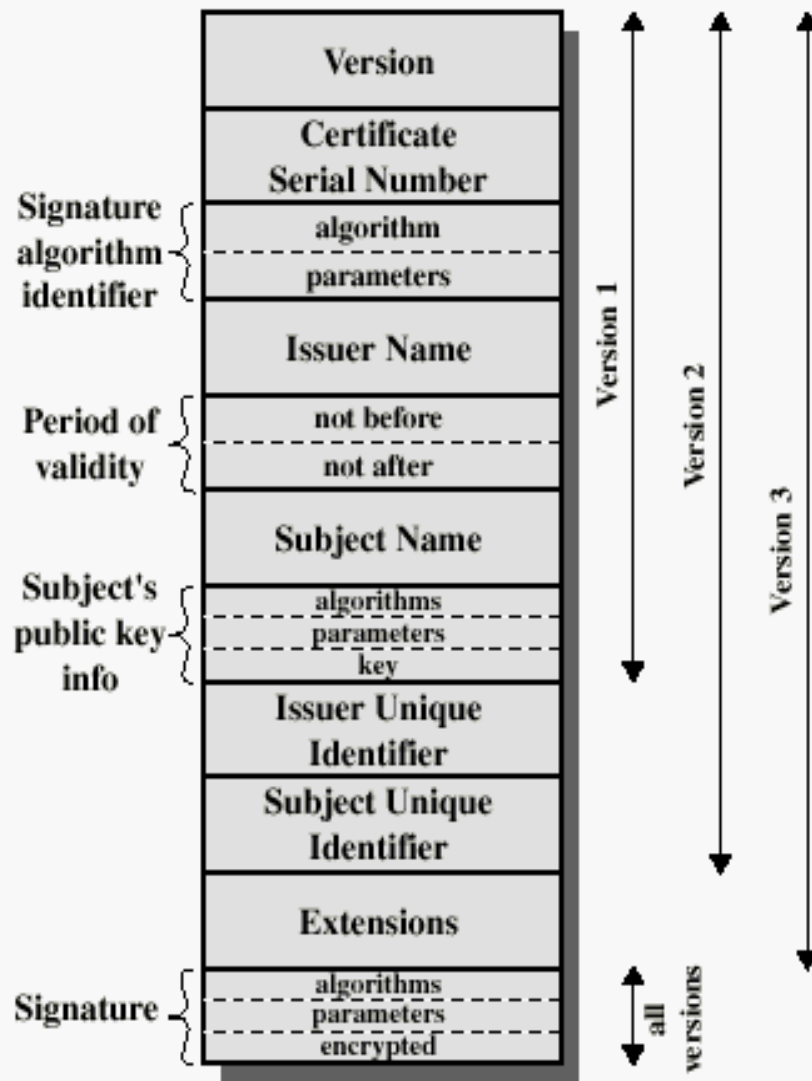 Version
Certificate
Serial Number
Signature
algorithm
identifier
algorithm
parameters
Issuer Name
Period of
validity
not before
not after
Subject Name
Subject's
public key
info
algorithms
parameters
key
Issuer Unique
Identifier
Subject Unique
Identifier
Extensions
Signature
algorithms
parameters
encrypted
Version 1
Version 2
Version 3
all
versions